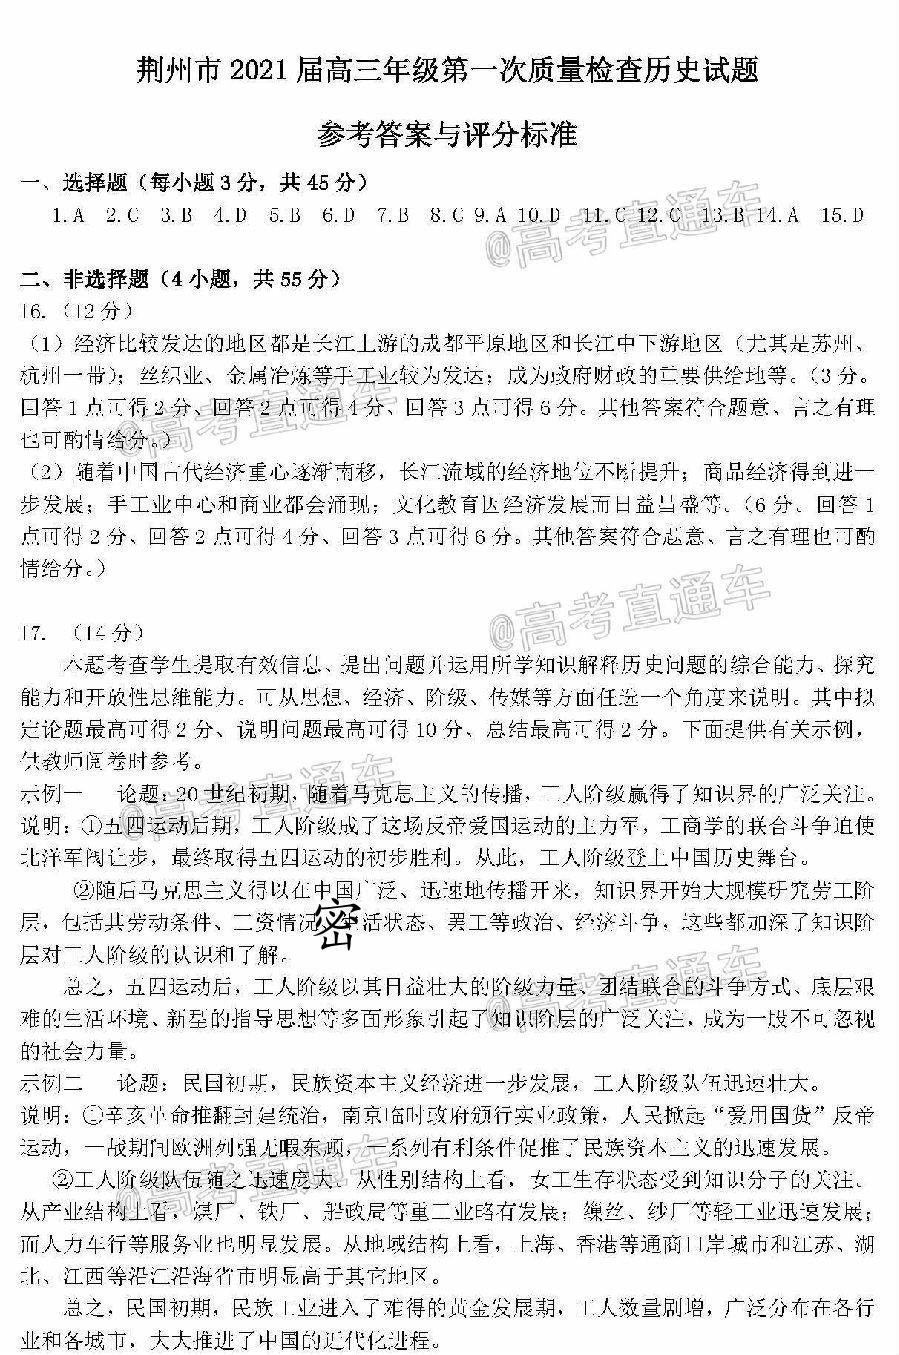 荆州市 2021 届高三年级第一次质量检查历史试题
参考答案与评分标准
一、选择题（每小题 3 分，共 45 分）
1.A 2.C 3.B 4.D 5.B 6.D 7.B 8.C 9.A 10.D 11.C 12.C 13.B 14.A 15.D
@高考直通车
二、非选择题（4 小题，共 55 分）
16.（12 分）
（1）经济比较发达的地区都是长江上游的成都平原地区和长江中下游地区（尤其是苏州、
杭州一带）；丝织业、金属冶炼等手工业较为发达；成为政府财政的重要供给地等。（3 分。
回答 1 点可得 2 分、回答 2 点可得 4 分、回答 3 点可得 6 分。其他答案符合题意、言之有理
也可酌情给分。）
@高考直通车
（2）随着中国古代经济重心逐渐南移，长江流域的经济地位不断提升；商品经济得到进一
步发展；手工业中心和商业都会涌现；文化教育因经济发展而日益昌盛等。（6 分。回答 1
点可得 2 分、回答 2 点可得 4 分、回答 3 点可得 6 分。其他答案符合题意、言之有理也可酌
情给分。）
@高考直通车
17. （14 分）
本题考查学生提取有效信息、提出问题并运用所学知识解释历史问题的综合能力、探究
能力和开放性思维能力。可从思想、经济、阶级、传媒等方面任选一个角度来说明。其中拟
定论题最高可得 2 分、说明问题最高可得 10 分、总结最高可得 2 分。下面提供有关示例，
供教师阅卷时参考。
@高考直通车
示例一 论题：20 世纪初期，随着马克思主义的传播，工人阶级赢得了知识界的广泛关注。
说明：①五四运动后期，工人阶级成了这场反帝爱国运动的主力军，工商学的联合斗争迫使
北洋军阀让步，最终取得五四运动的初步胜利。从此，工人阶级登上中国历史舞台。
@高考直通车
②随后马克思主义得以在中国广泛、迅速地传播开来，知识界开始大规模研究劳工阶
层，包括其劳动条件、工资情况、生活状态、罢工等政治、经济斗争，这些都加深了知识阶
密
层对工人阶级的认识和了解。
总之，五四运动后，工人阶级以其日益壮大的阶级力量、团结联合的斗争方式、底层艰
难的生活环境、新型的指导思想等多面形象引起了知识阶层的广泛关注，成为一股不可忽视
的社会力量。
@高考直通车
示例二 论题：民国初期，民族资本主义经济进一步发展，工人阶级队伍迅速壮大。
说明：①辛亥革命推翻封建统治，南京临时政府颁行实业政策，人民掀起“爱用国货”反帝
运动，一战期间欧洲列强无暇东顾，一系列有利条件促推了民族资本主义的迅速发展。
@高考直通车
②工人阶级队伍随之迅速庞大。从性别结构上看，女工生存状态受到知识分子的关注。
从产业结构上看，煤厂、铁厂、船政局等重工业略有发展；缫丝、纱厂等轻工业迅速发展；
而人力车行等服务业也明显发展。从地域结构上看，上海、香港等通商口岸城市和江苏、湖
北、江西等沿江沿海省市明显高于其它地区。
总之，民国初期，民族工业进入了难得的黄金发展期，工人数量剧增，广泛分布在各行
业和各城市，大大推进了中国的近代化进程。